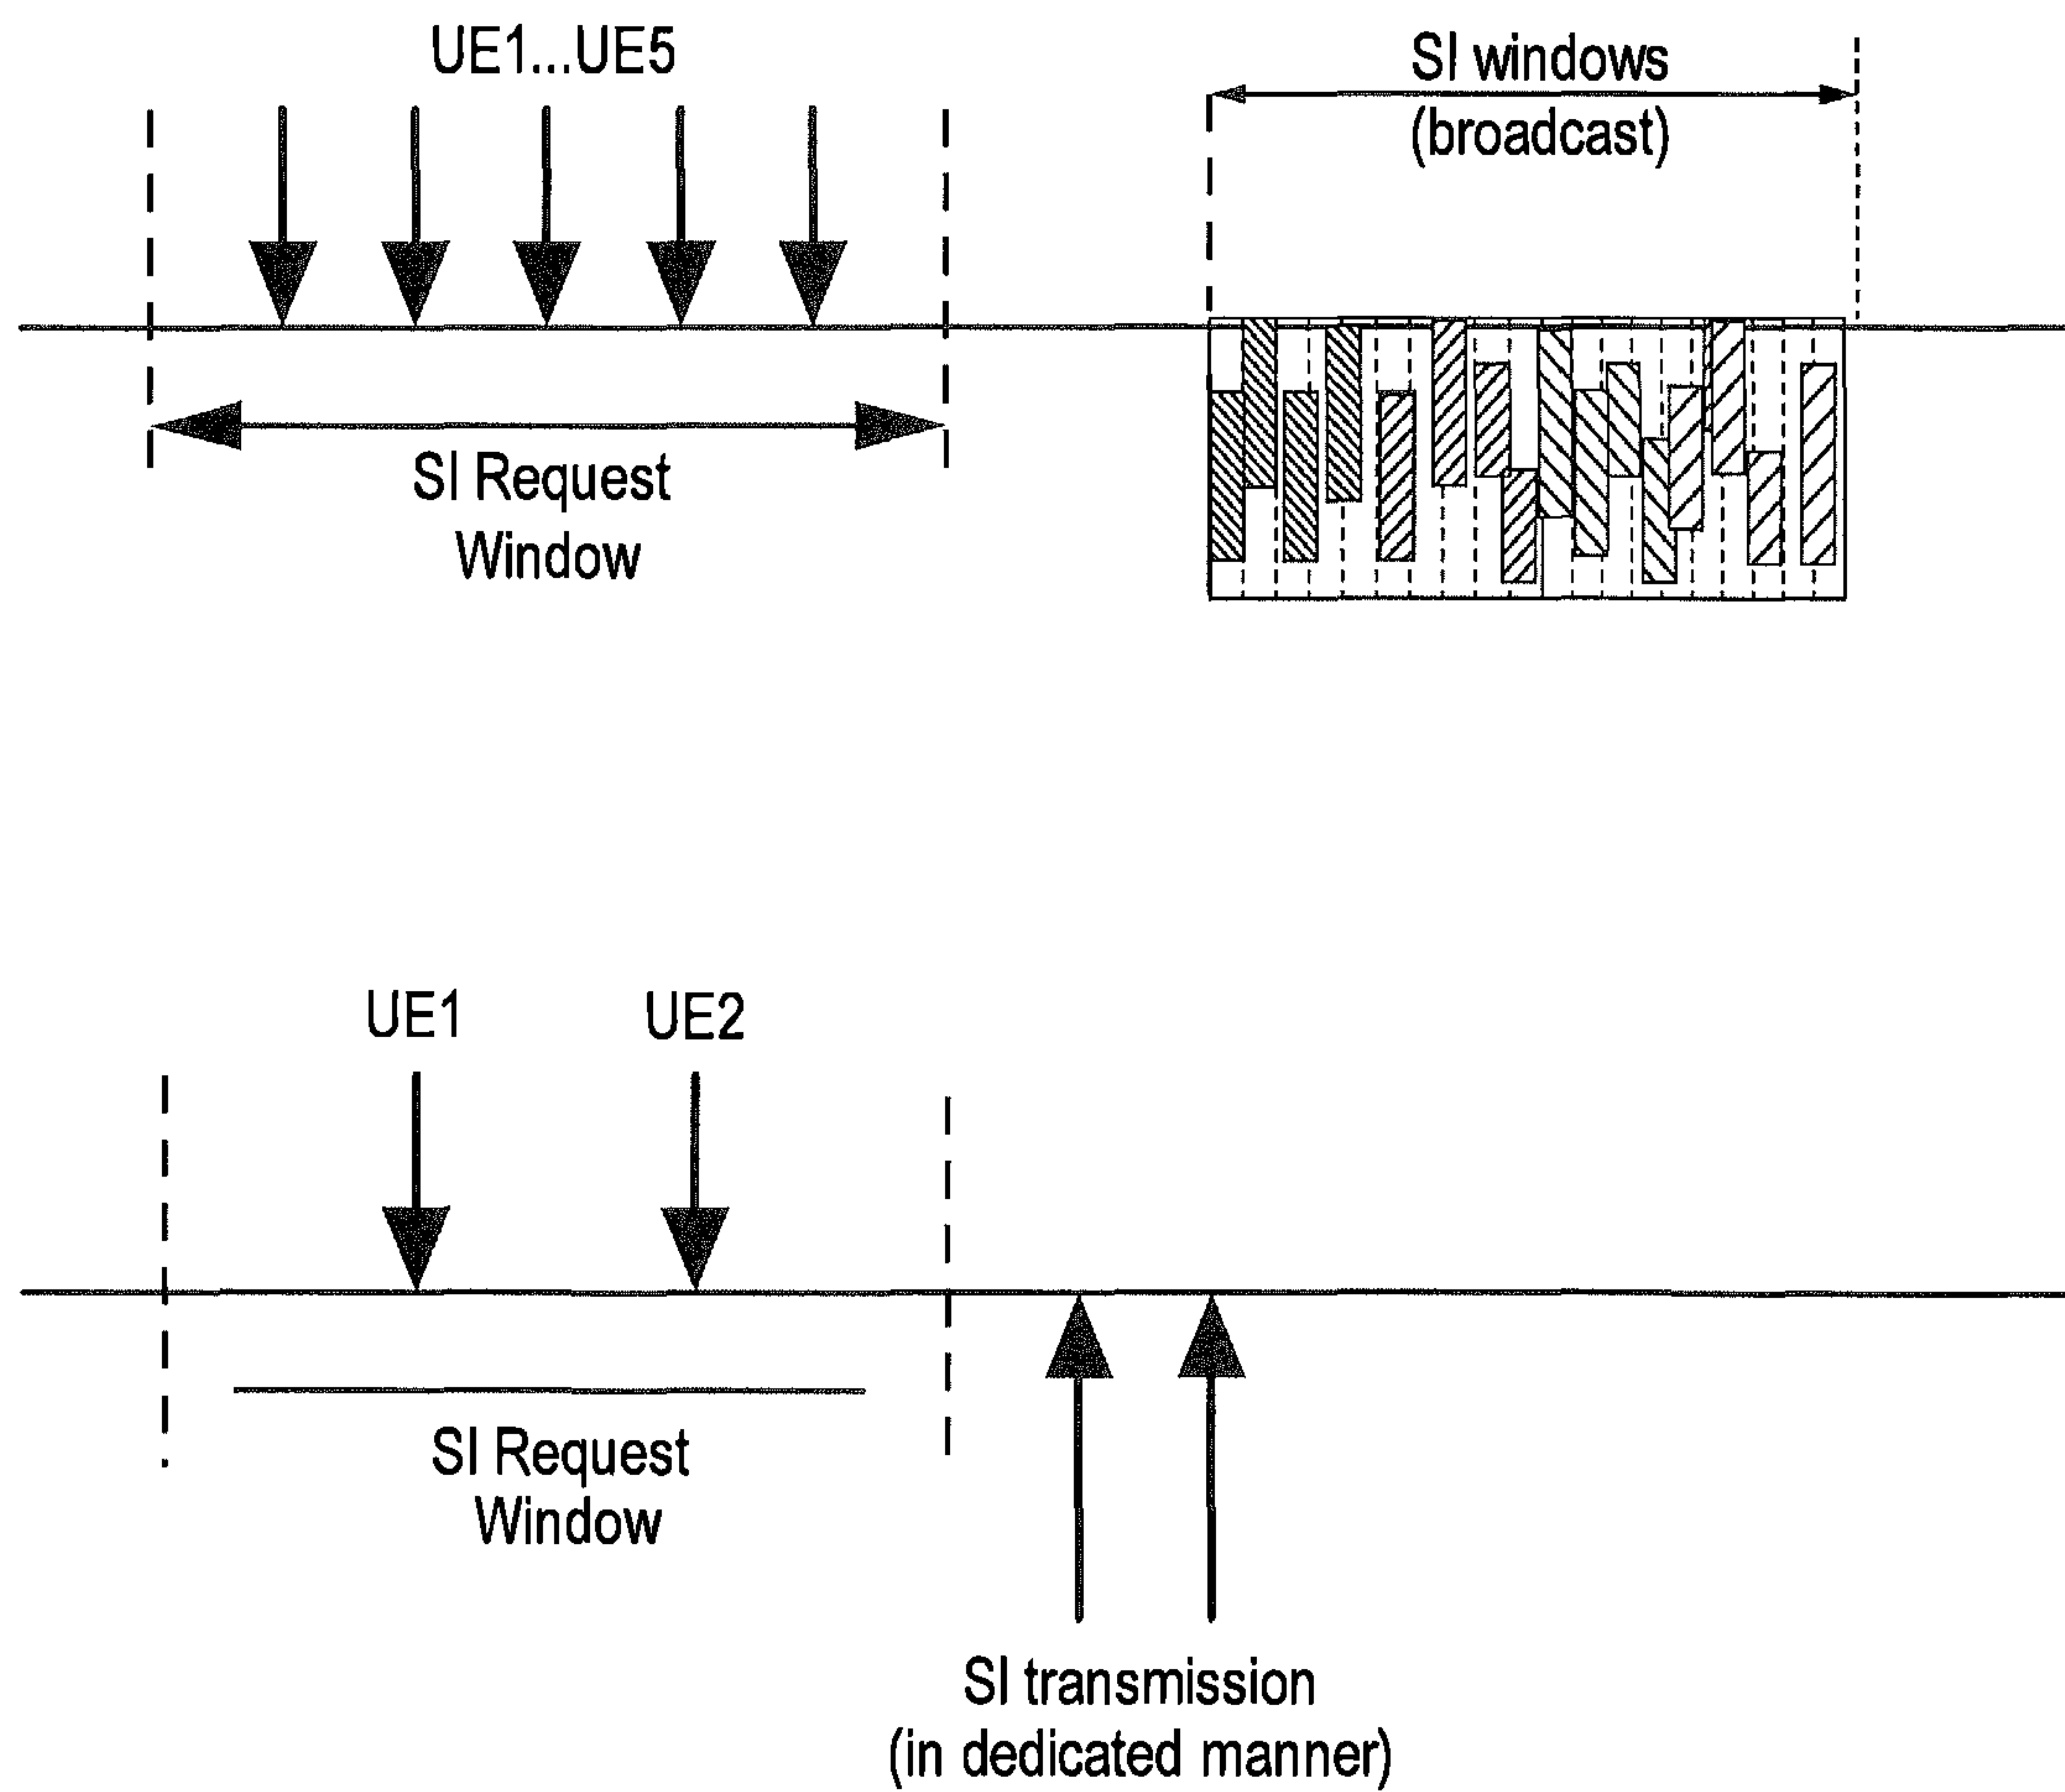 UE1...UE5
SI windows
(broadcast)
SI Request
Window
UE1
UE2
SI Request
Window
SI transmission
(in dedicated manner)